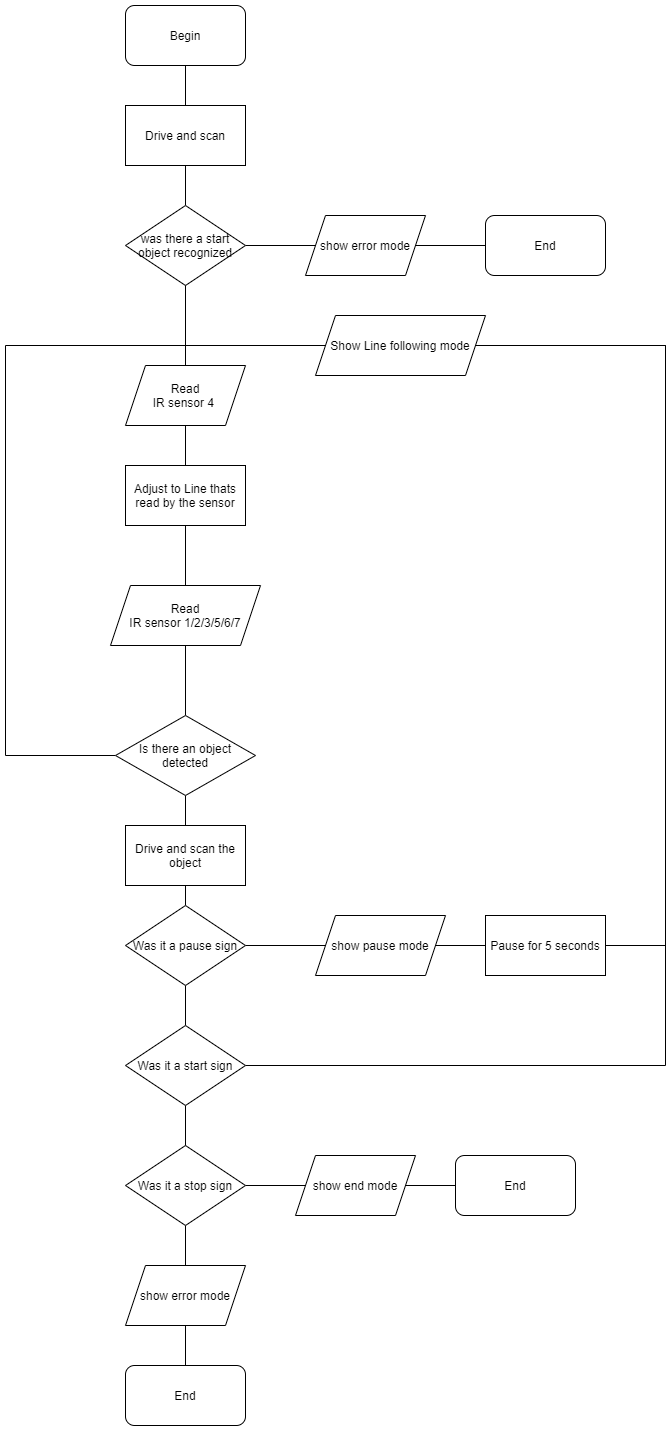 Begin
Drive and scan
was there a start
object recognized
show error mode
End
Show Line following mode
Read
IR sensor 4
Adjust to Line thats
read by the sensor
Read
IR sensor 1/2/3/5/6/7
Is there an object
detected
Drive and scan the
object
Was it a pause sign
show pause mode
Pause for 5 seconds
Was it a start sign
Was it a stop sign
show end mode
End
show error mode
End